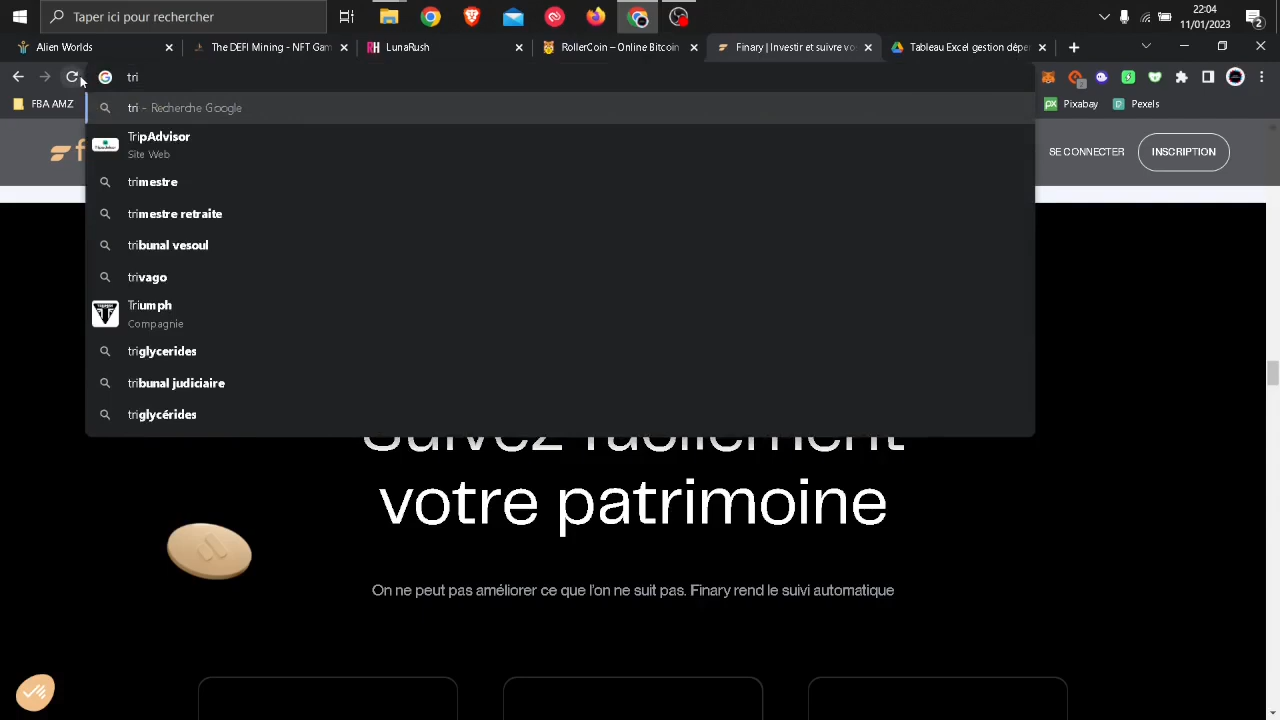 Taper ici pour rechercher
22:04
11/01/2023
2
Alien Worlds
The DEFI Mining - NFT Gam
LunaRush
RollerCoin – Online Bitcoin
Finary | Investir et suivre vo
Tableau Excel gestion dépe
tri
FBA AMZ
Pixabay
Pexels
tri - Recherche Google
TripAdvisor
Site Web
trimestre
trimestre retraite
tribunal vesoul
trivago
Triumph
Compagnie
triglycerides
tribunal judiciaire
triglycérides
SE CONNECTER
INSCRIPTION
Suivez facilement
votre patrimoine
On ne peut pas améliorer ce que l'on ne suit pas. Finary rend le suivi automatique